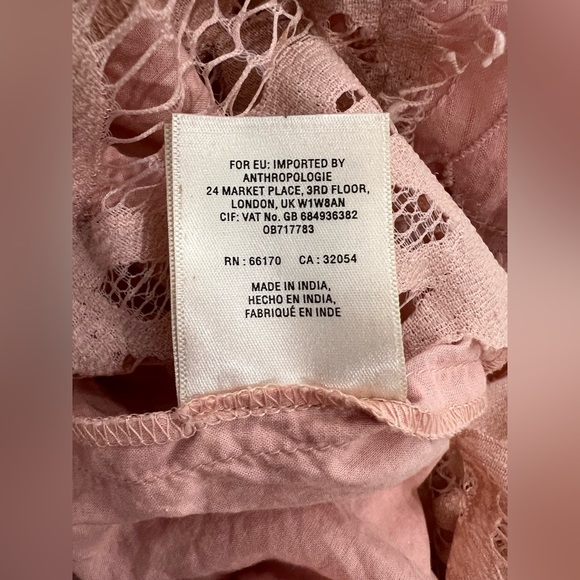 FOR EU: IMPORTED BY
ANTHROPOLOGIE
24 MARKET PLACE, 3RD FLOOR,
LONDON, UK W1W8AN
CIF: VAT No. GB 684936382
OB717783
RN : 66170 CA : 32054
MADE IN INDIA,
HECHO EN INDIA,
FABRIQUÉ EN INDE